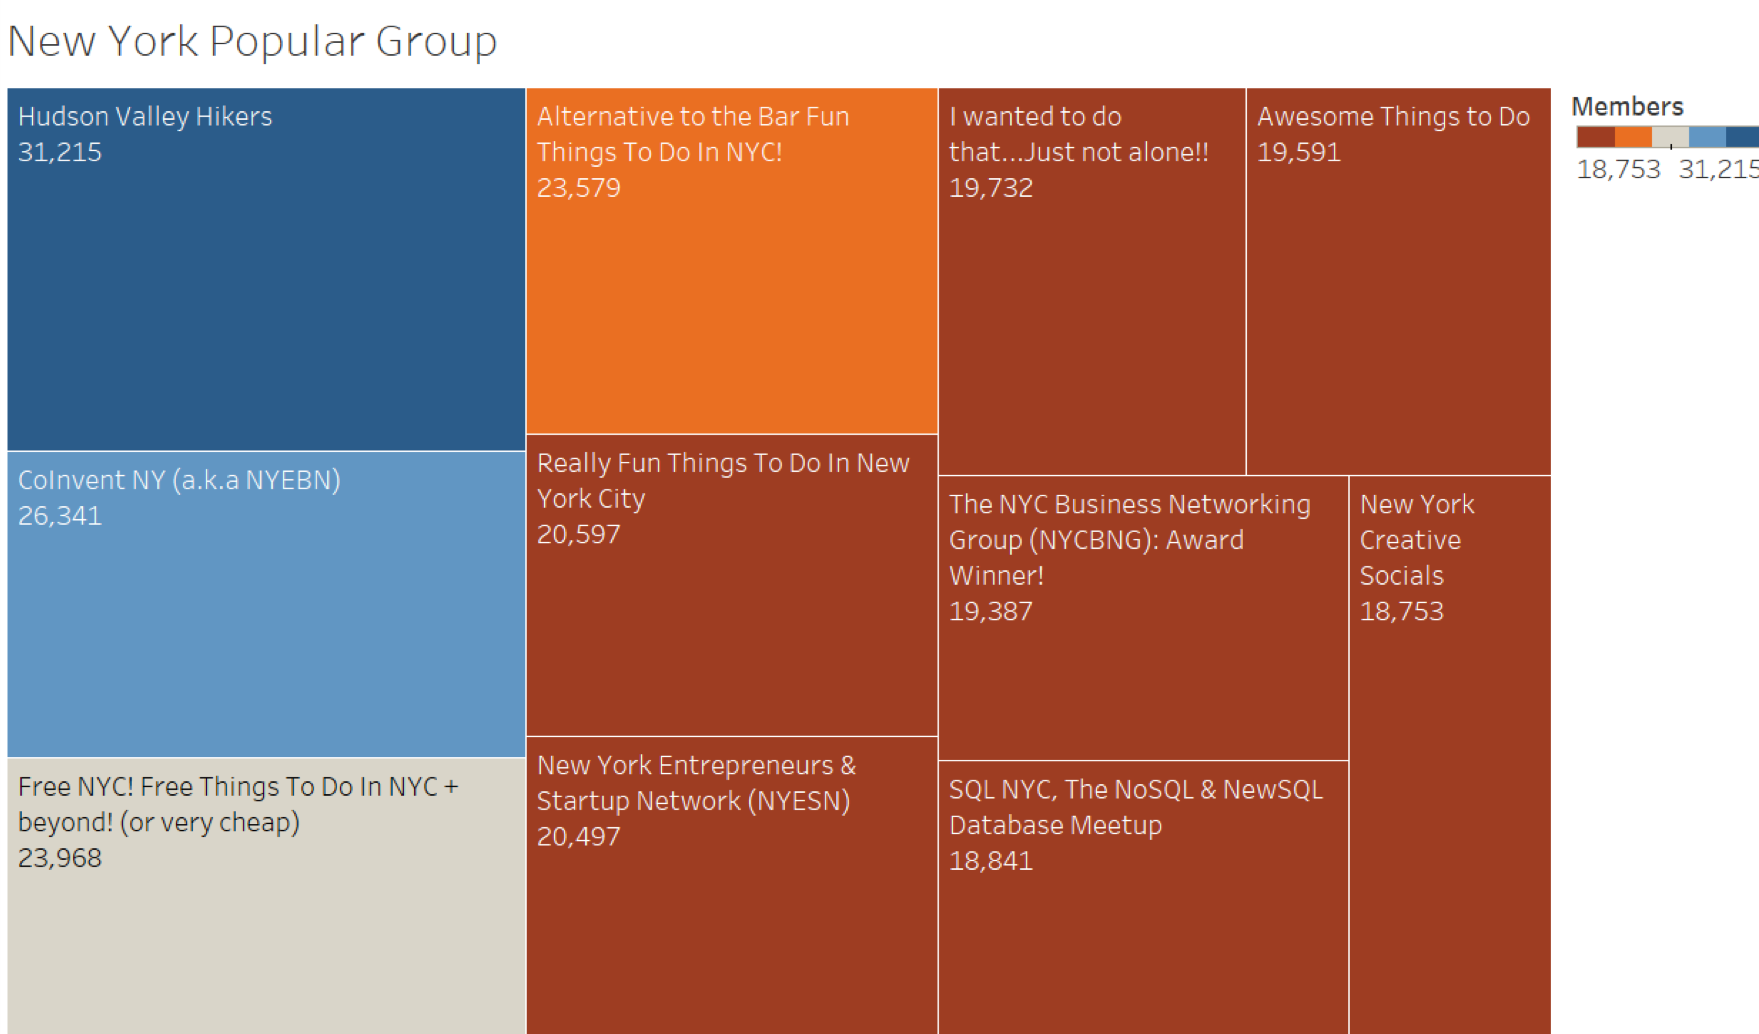 New York Popular Group
Hudson Valley Hikers
31,215
CoInvent NY (a.k.a NYEBN)
26,341
Free NYC! Free Things To Do In NYC +
beyond! (or very cheap)
23,968
Alternative to the Bar Fun
Things To Do In NYC!
23,579
Really Fun Things To Do In New
York City
20,597
New York Entrepreneurs &
Startup Network (NYESN)
20,497
I wanted to do
that...Just not alone!!
19,732
Awesome Things to Do
19,591
The NYC Business Networking
Group (NYCBNG): Award
Winner!
19,387
SQL NYC, The NoSQL & NewSQL
Database Meetup
18,841
New York
Creative
Socials
18,753
Members
18,753 31,215